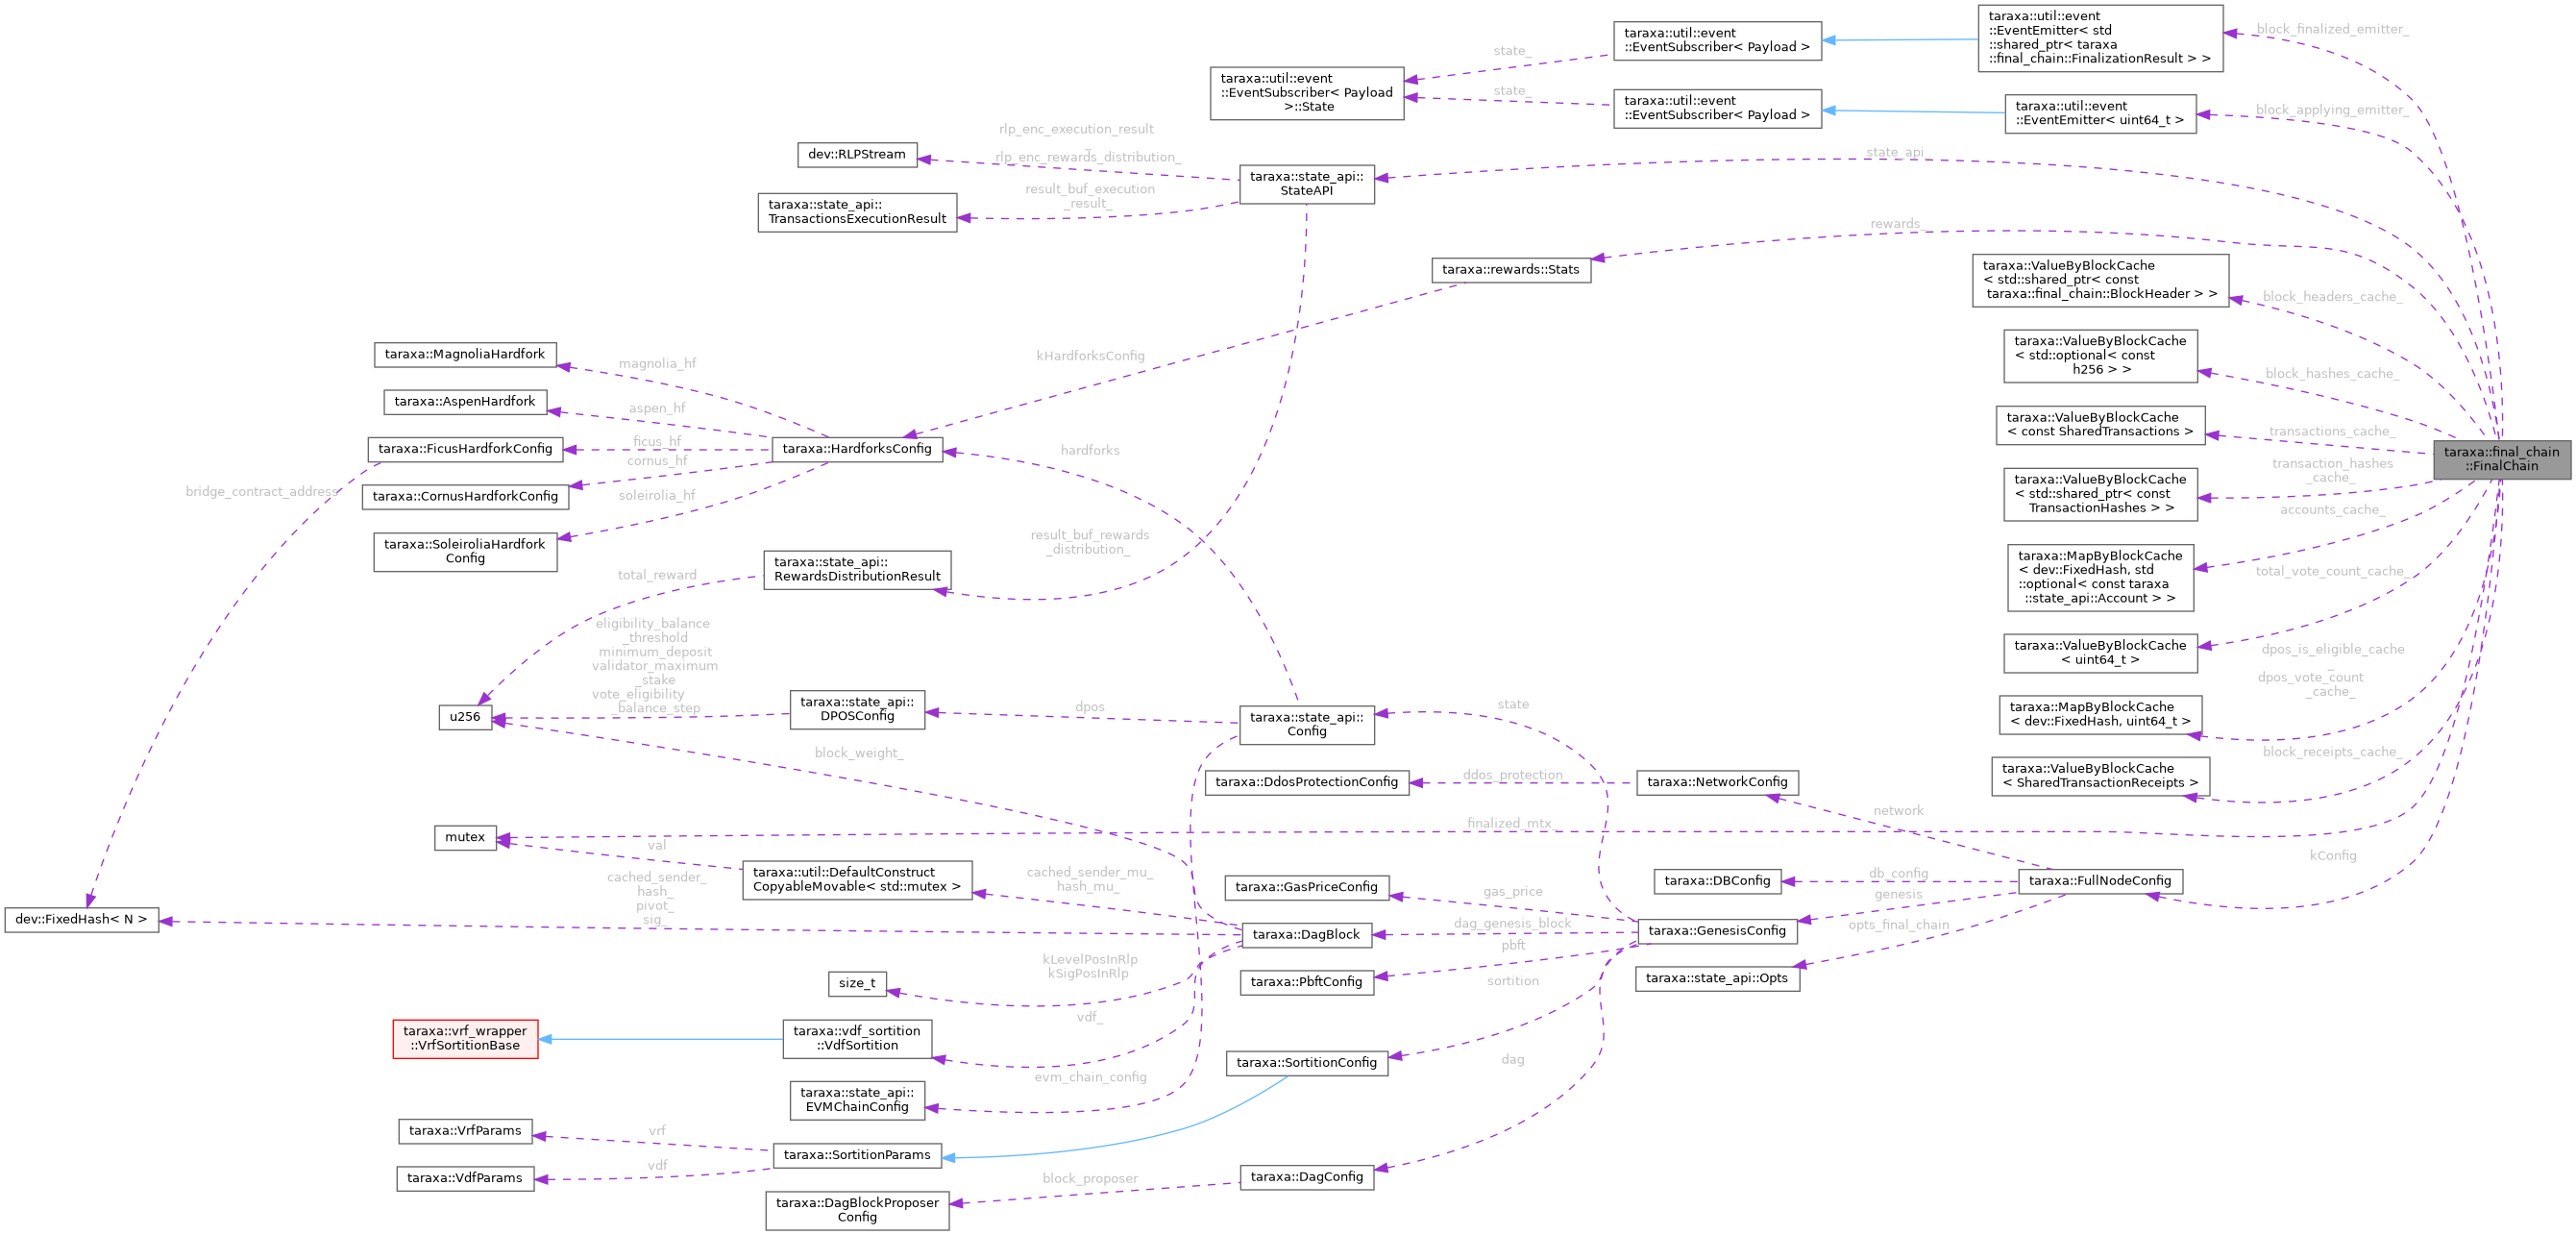 taraxa::util::event
::EventEmitter< std
::shared_ptr< taraxa
::final_chain::FinalizationResult > >
block_finalized_emitter_
taraxa::util::event
::EventSubscriber< Payload >
state_
taraxa::util::event
::EventSubscriber< Payload
>::State
taraxa::util::event
::EventSubscriber< Payload >
state_
taraxa::util::event
::EventEmitter< uint64_t >
block_applying_emitter_
rlp_enc_execution_result
_
rlp_enc_rewards_distribution_
dev::RLPStream
state_api_
taraxa::state_api::
StateAPI
result_buf_execution
_result_
taraxa::state_api::
TransactionsExecutionResult
rewards_
taraxa::rewards::Stats
taraxa::ValueByBlockCache
< std::shared_ptr< const
taraxa::final_chain::BlockHeader > >
block_headers_cache_
taraxa::ValueByBlockCache
< std::optional< const
h256 > >
block_hashes_cache_
taraxa::MagnoliaHardfork
magnolia_hf
kHardforksConfig
taraxa::AspenHardfork
aspen_hf
taraxa::ValueByBlockCache
< const SharedTransactions >
transactions_cache_
taraxa::final_chain
::FinalChain
taraxa::FicusHardforkConfig
ficus_hf
taraxa::HardforksConfig
hardforks
cornus_hf
taraxa::CornusHardforkConfig
soleirolia_hf
bridge_contract_address
transaction_hashes
_cache_
taraxa::ValueByBlockCache
< std::shared_ptr< const
TransactionHashes > >
accounts_cache_
taraxa::SoleiroliaHardfork
Config
result_buf_rewards
_distribution_
taraxa::MapByBlockCache
< dev::FixedHash, std
::optional< const taraxa
::state_api::Account > >
total_vote_count_cache_
taraxa::state_api::
RewardsDistributionResult
total_reward
eligibility_balance
_threshold
minimum_deposit
validator_maximum
_stake
vote_eligibility
_balance_step
taraxa::ValueByBlockCache
< uint64_t >
dpos_is_eligible_cache
_
dpos_vote_count
_cache_
u256
taraxa::state_api::
DPOSConfig
dpos
taraxa::state_api::
Config
state
taraxa::MapByBlockCache
< dev::FixedHash, uint64_t >
block_weight_
block_receipts_cache_
taraxa::DdosProtectionConfig
ddos_protection
taraxa::NetworkConfig
taraxa::ValueByBlockCache
< SharedTransactionReceipts >
network
finalized_mtx_
mutex
val
kConfig
taraxa::util::DefaultConstruct
CopyableMovable< std::mutex >
cached_sender_mu_
hash_mu_
taraxa::GasPriceConfig
gas_price
taraxa::DBConfig
db_config
taraxa::FullNodeConfig
genesis
cached_sender_
hash_
pivot_
sig_
dev::FixedHash< N >
taraxa::DagBlock
dag_genesis_block
taraxa::GenesisConfig
opts_final_chain
pbft
kLevelPosInRlp
kSigPosInRlp
size_t
taraxa::PbftConfig
sortition
taraxa::state_api::Opts
vdf_
taraxa::vrf_wrapper
::VrfSortitionBase
taraxa::vdf_sortition
::VdfSortition
taraxa::SortitionConfig
dag
evm_chain_config
taraxa::state_api::
EVMChainConfig
taraxa::VrfParams
vrf
taraxa::SortitionParams
vdf
taraxa::VdfParams
block_proposer
taraxa::DagConfig
taraxa::DagBlockProposer
Config